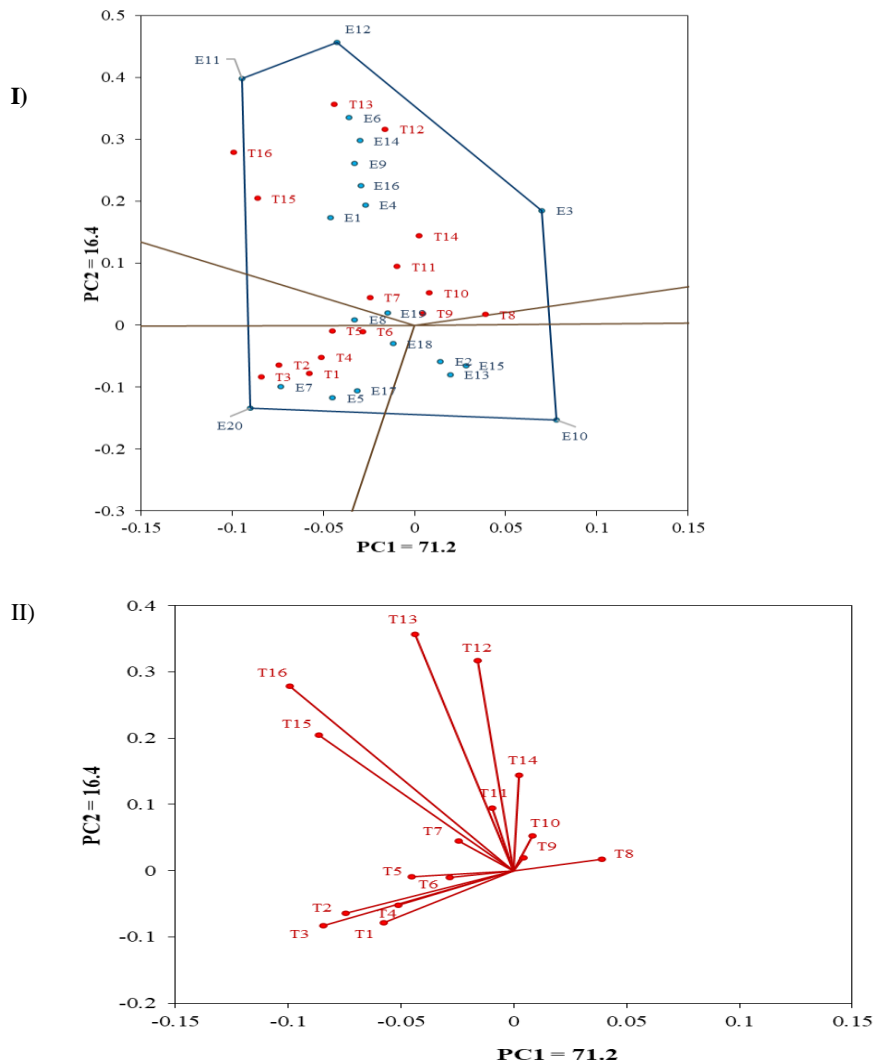 I)
0.5
0.4
0.3
0.2
0.1
0
-0.1
-0.2
-0.3
PC2 = 16.4
E12
E11
T13
E6
T12
E14
T16
E9
E16
T15
E4
E3
E1
T14
T11
T7
T10
E19
T9
T8
E8
T5
T6
E18
T2
T4
E2
E15
T3
T1
E13
E7
E5
E17
E20
E10
-0.15
-0.1
-0.05
0
0.05
0.1
0.15
PC1 = 71.2
II)
0.4
0.3
0.2
0.1
0
-0.1
-0.2
PC2 = 16.4
T13
T12
T16
T15
T14
T11
T7
T10
T9
T8
T5
T6
T2
T4
T3
T1
-0.15
-0.1
-0.05
0
0.05
0.1
0.15
PC1 = 71.2